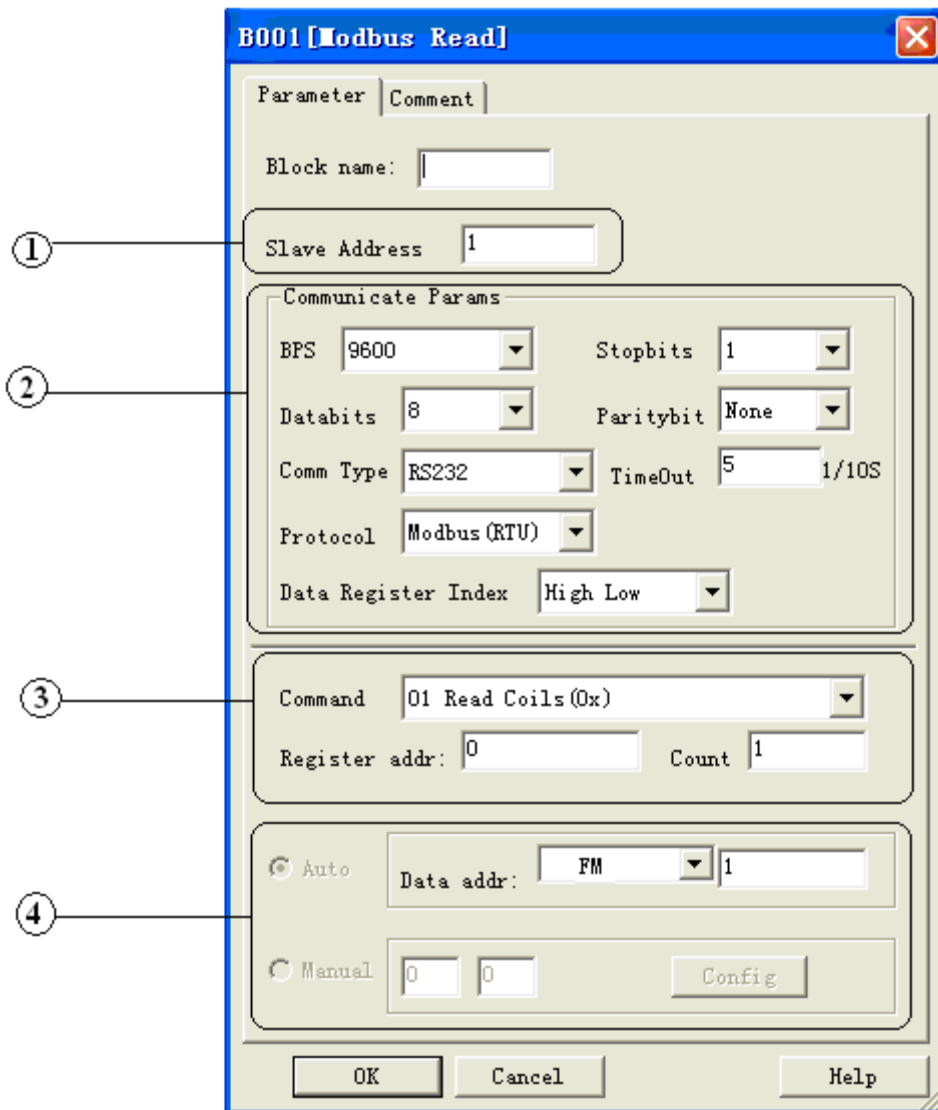 B001[Modbus Read]
Parameter Comment
Block name:
① Slave Address 1
Communicate Params
BPS 9600 Stopbits 1
② Databits 8 Paritybit None
Comm Type RS232 TimeOut 5 1/10S
Protocol Modbus(RTU)
Data Register Index High Low
③ Command 01 Read Coils(0x)
Register addr: 0 Count 1
Auto Data addr: FM 1
④
Manual 0 0 Config
OK Cancel Help